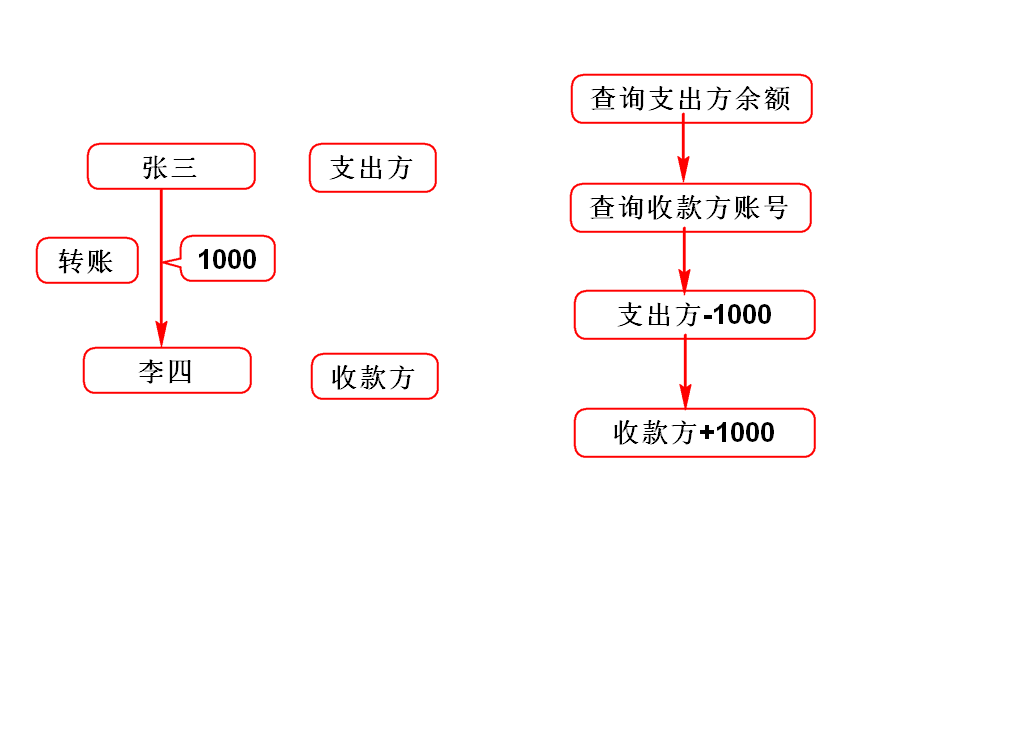 张三
支出方
转账
1000
李四
收款方
查询支出方余额
查询收款方账号
支出方-1000
收款方+1000